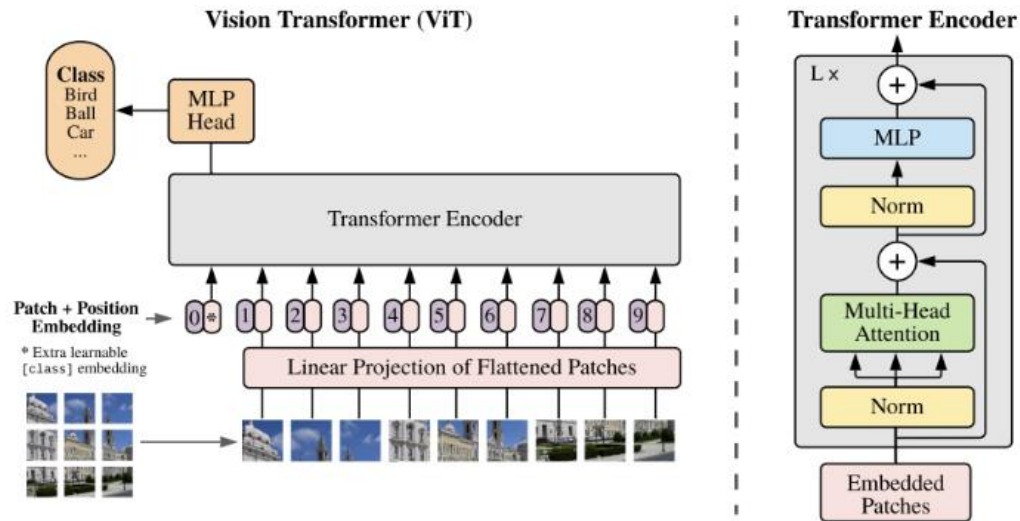 Vision Transformer (ViT)
Class
Bird
Ball
Car
...
MLP
Head
Transformer Encoder
Patch + Position
Embedding
* Extra learnable
[class] embedding
0 * 1 2 3 4 5 6 7 8 9
Linear Projection of Flattened Patches
Transformer Encoder
L ×
+
MLP
Norm
+
Multi-Head
Attention
Norm
Embedded
Patches